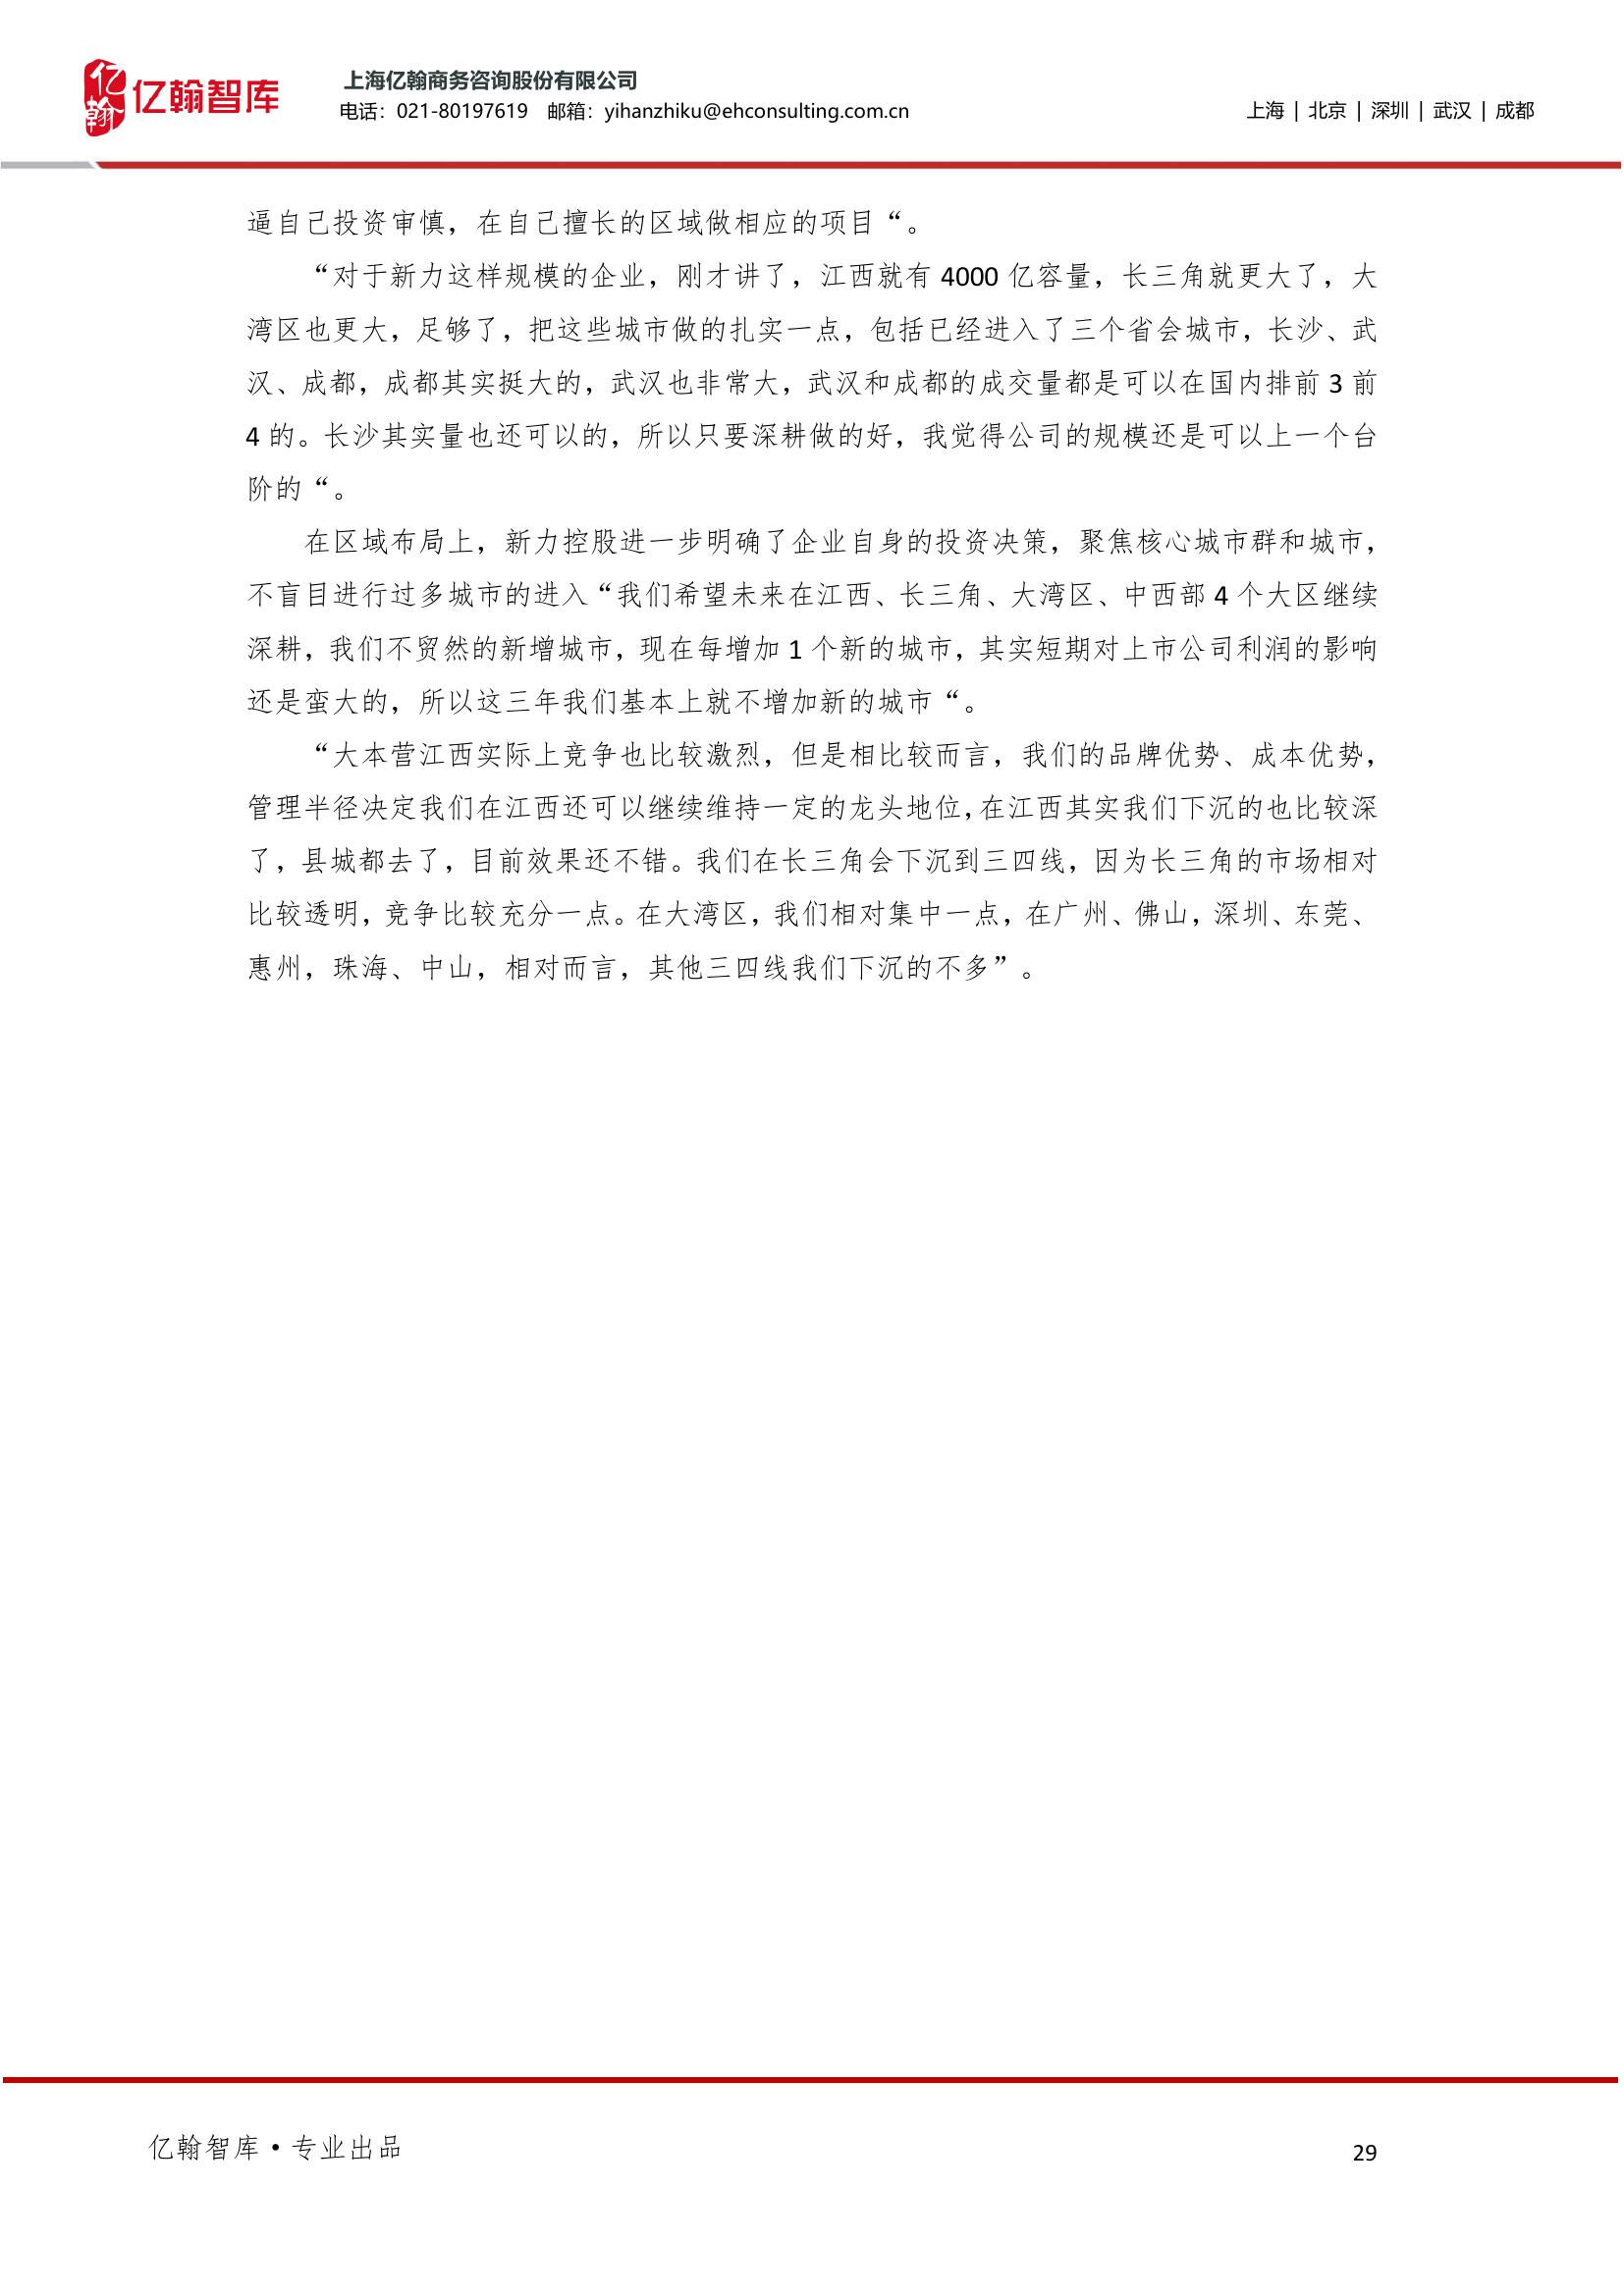 亿翰
亿翰智库
上海亿翰商务咨询股份有限公司
电话：021-80197619 邮箱：yihanzhiku@ehconsulting.com.cn
上海 | 北京 | 深圳 | 武汉 | 成都
逼自己投资审慎，在自己擅长的区域做相应的项目“。
“对于新力这样规模的企业，刚才讲了，江西就有 4000 亿容量，长三角就更大了，大
湾区也更大，足够了，把这些城市做的扎实一点，包括已经进入了三个省会城市，长沙、武
汉、成都，成都其实挺大的，武汉也非常大，武汉和成都的成交量都是可以在国内排前 3 前
4 的。长沙其实量也还可以的，所以只要深耕做的好，我觉得公司的规模还是可以上一个台
阶的“。
在区域布局上，新力控股进一步明确了企业自身的投资决策，聚焦核心城市群和城市，
不盲目进行过多城市的进入“我们希望未来在江西、长三角、大湾区、中西部 4 个大区继续
深耕，我们不贸然的新增城市，现在每增加 1 个新的城市，其实短期对上市公司利润的影响
还是蛮大的，所以这三年我们基本上就不增加新的城市“。
“大本营江西实际上竞争也比较激烈，但是相比较而言，我们的品牌优势、成本优势，
管理半径决定我们在江西还可以继续维持一定的龙头地位，在江西其实我们下沉的也比较深
了，县城都去了，目前效果还不错。我们在长三角会下沉到三四线，因为长三角的市场相对
比较透明，竞争比较充分一点。在大湾区，我们相对集中一点，在广州、佛山，深圳、东莞、
惠州，珠海、中山，相对而言，其他三四线我们下沉的不多”。
亿翰智库•专业出品
29